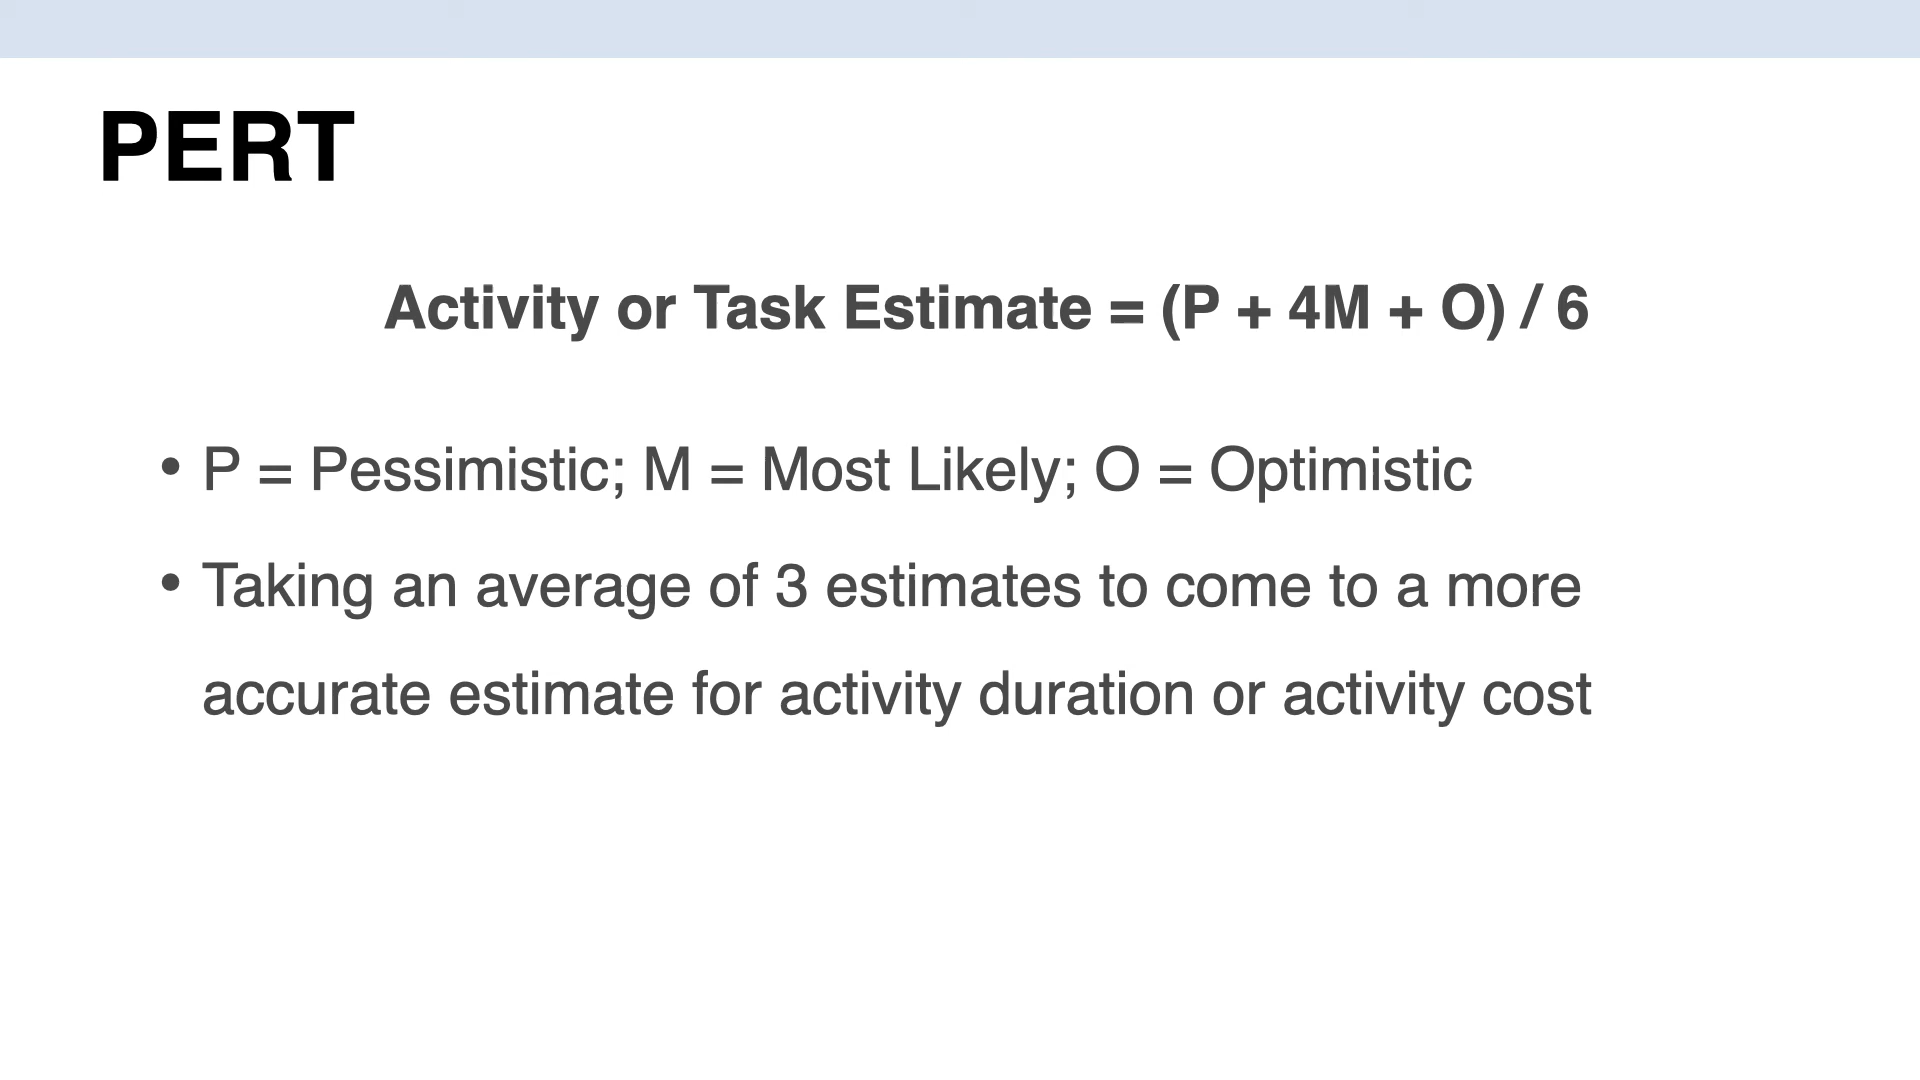 PERT
Activity or Task Estimate = (P + 4M + O) / 6
• P = Pessimistic; M = Most Likely; O = Optimistic
• Taking an average of 3 estimates to come to a more
accurate estimate for activity duration or activity cost